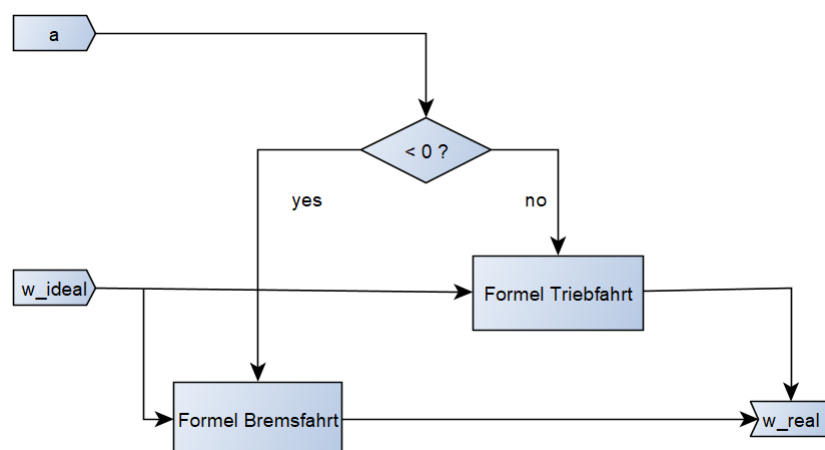 a
< 0 ?
yes
no
w_ideal
Formel Triebfahrt
Formel Bremsfahrt
w_real